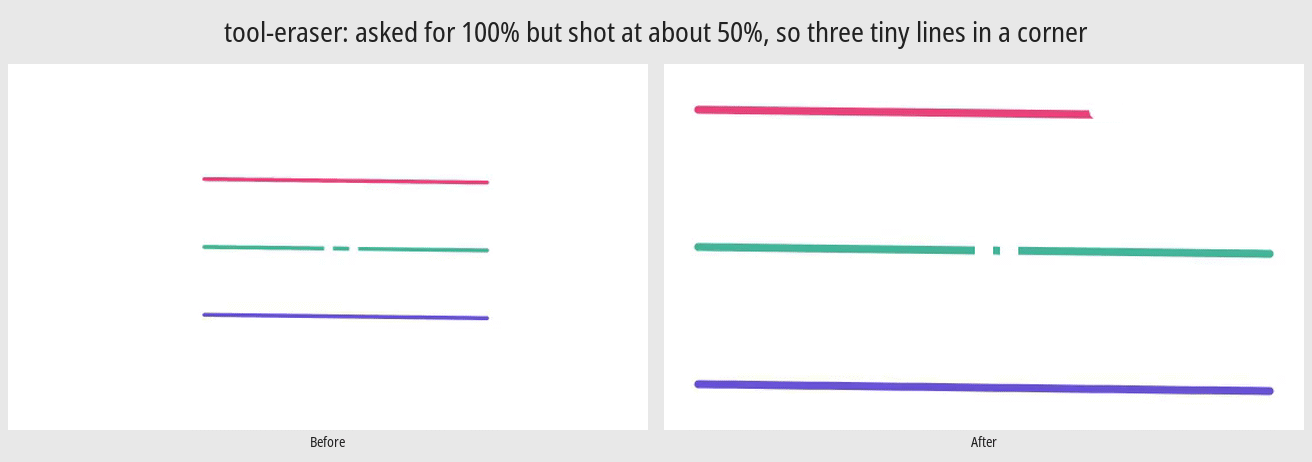 tool-eraser: asked for 100% but shot at about 50%, so three tiny lines in a corner
Before
After